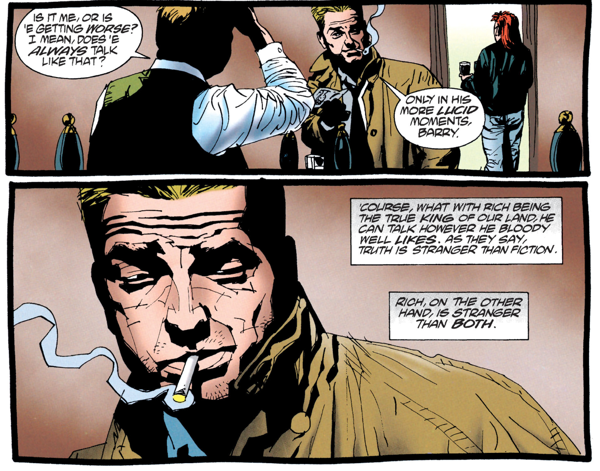 IS IT ME, OR IS
'E GETTING WORSE?
I MEAN, DOES 'E
ALWAYS TALK
LIKE THAT?
ONLY IN HIS
MORE LUCID
MOMENTS,
BARRY.
'COURSE, WHAT WITH RICH BEING
THE TRUE KING OF OUR LAND, HE
CAN TALK HOWEVER HE BLOODY
WELL LIKES. AS THEY SAY,
TRUTH IS STRANGER THAN FICTION.
RICH, ON THE OTHER
HAND, IS STRANGER
THAN BOTH.